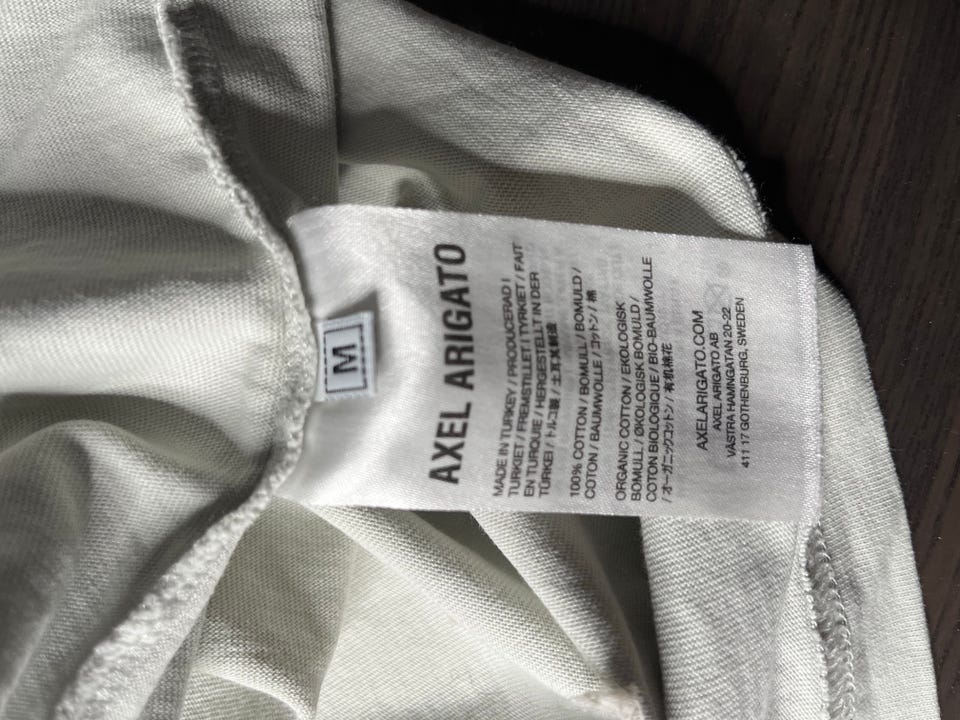 M
AXEL ARIGATO
MADE IN TURKEY / PRODUCERAD I
TURKIET / FREMSTILLET I TYRKIET / FAIT
EN TURQUIE / HERGESTELLT IN DER
TÜRKEI / トルコ製 / 土耳其制造
100% COTTON / BOMULL / BOMULD /
COTON / BAUMWOLLE / コットン / 棉
ORGANIC COTTON / EKOLOGISK
BOMULL / ØKOLOGISK BOMULD /
COTON BIOLOGIQUE / BIO-BAUMWOLLE
/ オーガニックコットン / 有机棉花
AXELARIGATO.COM
AXEL ARIGATO AB
VÄSTRA HAMNGATAN 20-22
411 17 GOTHENBURG, SWEDEN